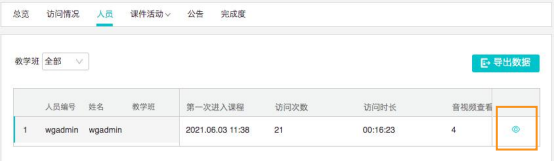 总览 访问情况 人员 课件活动 公告 完成度
教学班 全部 导出数据
人员编号 姓名 教学班 第一次进入课程 访问次数 访问时长 音视频查看
1 wgadmin wgadmin 2021.06.03 11:38 21 00:16:23 4